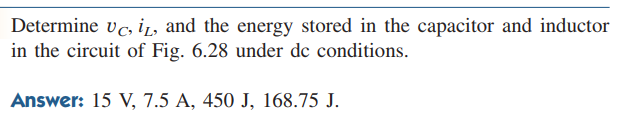 Determine v_C, i_L, and the energy stored in the capacitor and inductor
in the circuit of Fig. 6.28 under dc conditions.
Answer: 15 V, 7.5 A, 450 J, 168.75 J.